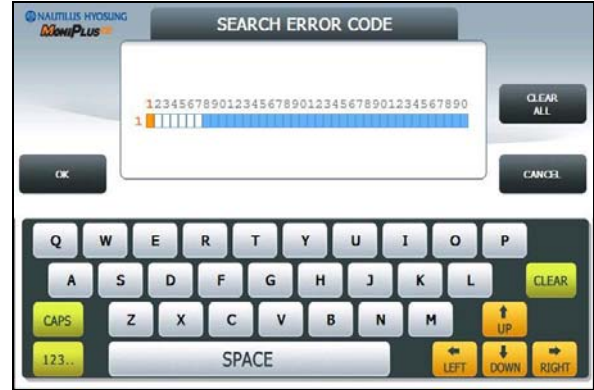 NAUTILUS HYOSUNG
MONIPLUS
SEARCH ERROR CODE
1234567890123456789012345678901234567890
1
CLEAR
ALL
OK
CANCEL
Q W E R T Y U I O P
A S D F G H J K L CLEAR
CAPS Z X C V B N M UP
123.. SPACE LEFT DOWN RIGHT